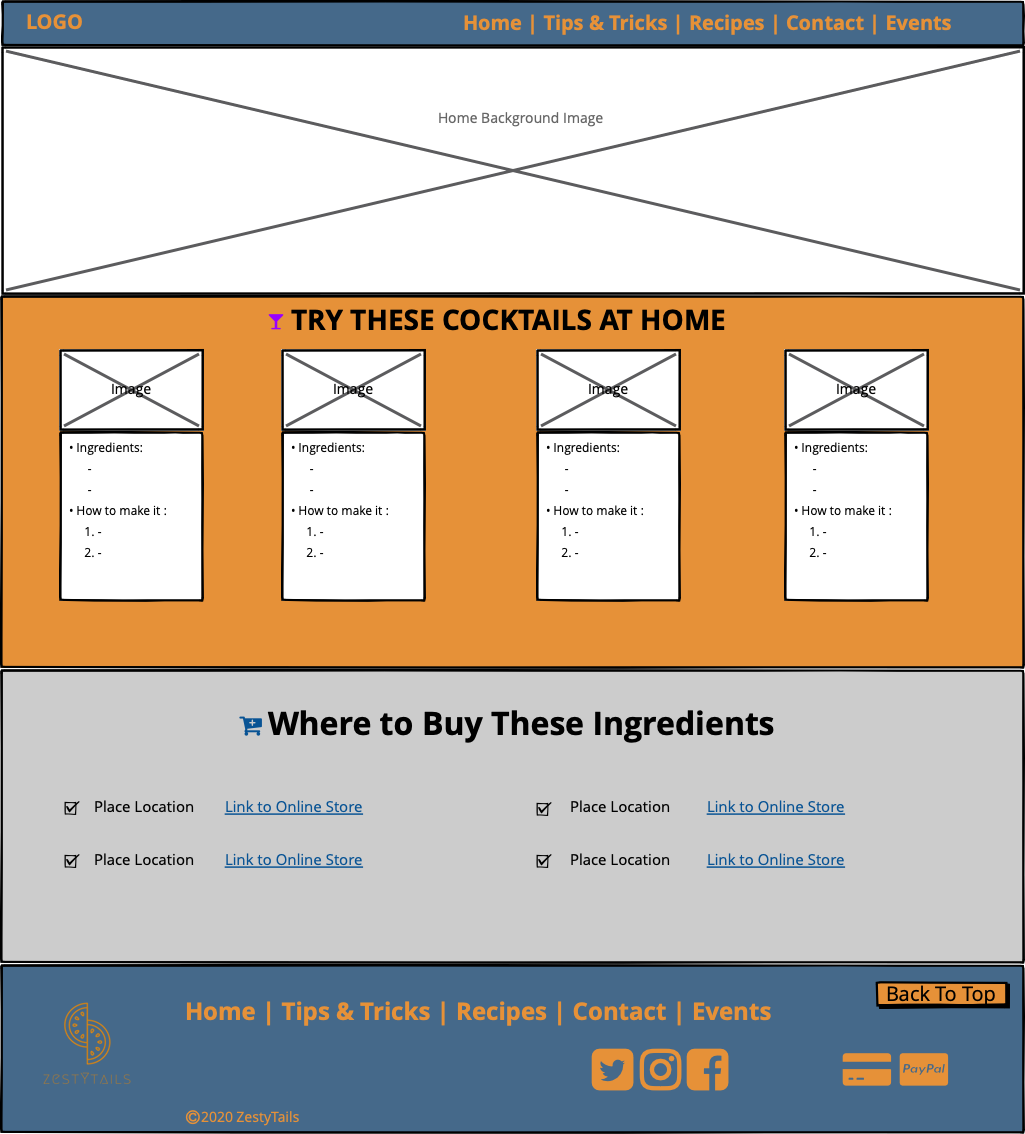 LOGO
Home | Tips & Tricks | Recipes | Contact | Events
Home Background Image
TRY THESE COCKTAILS AT HOME
Image
• Ingredients:
-
-
• How to make it :
1. -
2. -
Image
• Ingredients:
-
-
• How to make it :
1. -
2. -
Image
• Ingredients:
-
-
• How to make it :
1. -
2. -
Image
• Ingredients:
-
-
• How to make it :
1. -
2. -
Where to Buy These Ingredients
Place Location Link to Online Store
Place Location Link to Online Store
Place Location Link to Online Store
Place Location Link to Online Store
Back To Top
Home | Tips & Tricks | Recipes | Contact | Events
ZESTYTAILS
PayPal
©2020 ZestyTails